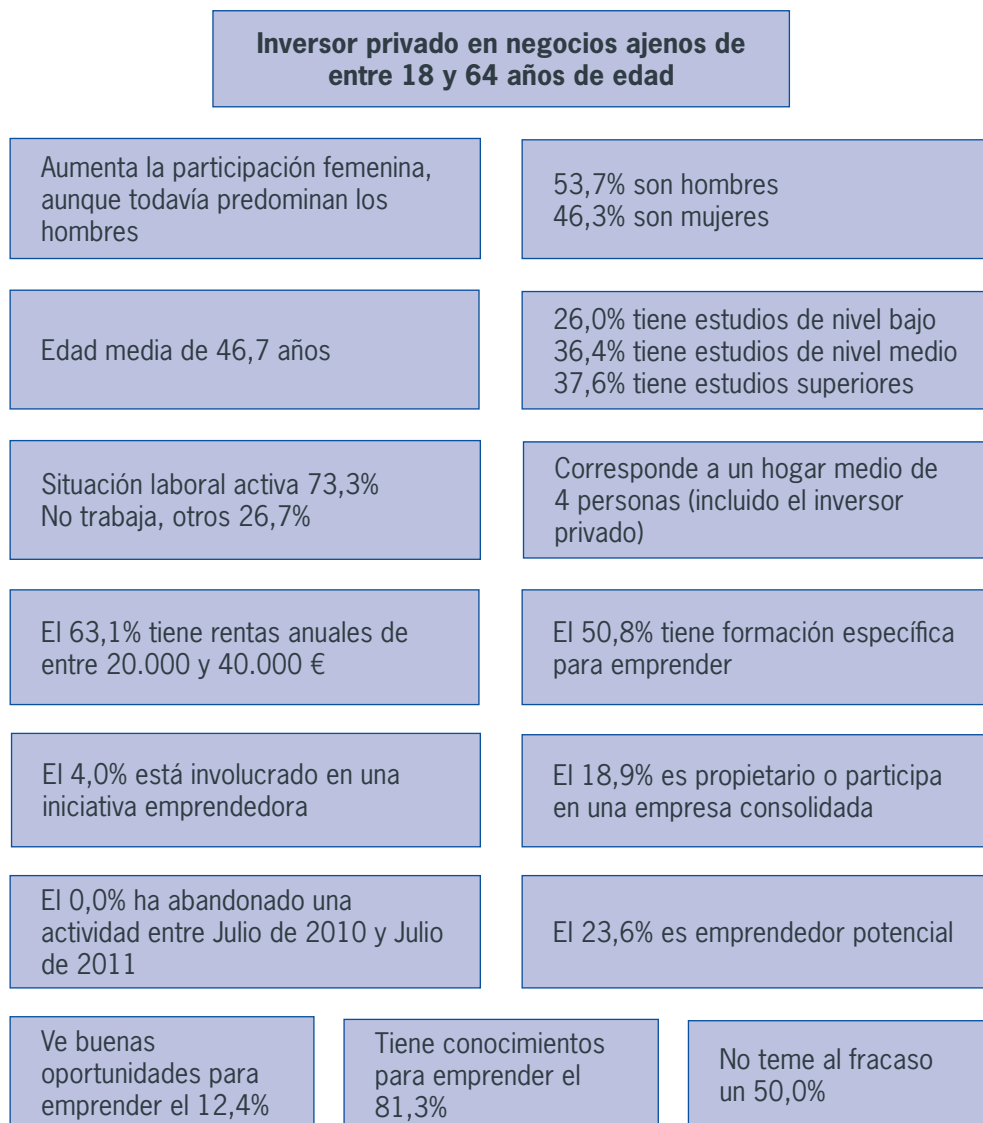 Inversor privado en negocios ajenos de
entre 18 y 64 años de edad
Aumenta la participación femenina,
aunque todavía predominan los
hombres
53,7% son hombres
46,3% son mujeres
Edad media de 46,7 años
26,0% tiene estudios de nivel bajo
36,4% tiene estudios de nivel medio
37,6% tiene estudios superiores
Situación laboral activa 73,3%
No trabaja, otros 26,7%
Corresponde a un hogar medio de
4 personas (incluido el inversor
privado)
El 63,1% tiene rentas anuales de
entre 20.000 y 40.000 €
El 50,8% tiene formación específica
para emprender
El 4,0% está involucrado en una
iniciativa emprendedora
El 18,9% es propietario o participa
en una empresa consolidada
El 0,0% ha abandonado una
actividad entre Julio de 2010 y Julio
de 2011
El 23,6% es emprendedor potencial
Ve buenas
oportunidades para
emprender el 12,4%
Tiene conocimientos
para emprender el
81,3%
No teme al fracaso
un 50,0%